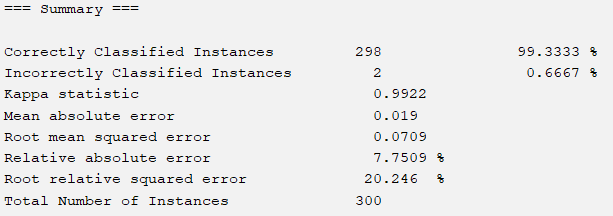 === Summary ===
Correctly Classified Instances 298 99.3333 %
Incorrectly Classified Instances 2 0.6667 %
Kappa statistic 0.9922
Mean absolute error 0.019
Root mean squared error 0.0709
Relative absolute error 7.7509 %
Root relative squared error 20.246 %
Total Number of Instances 300